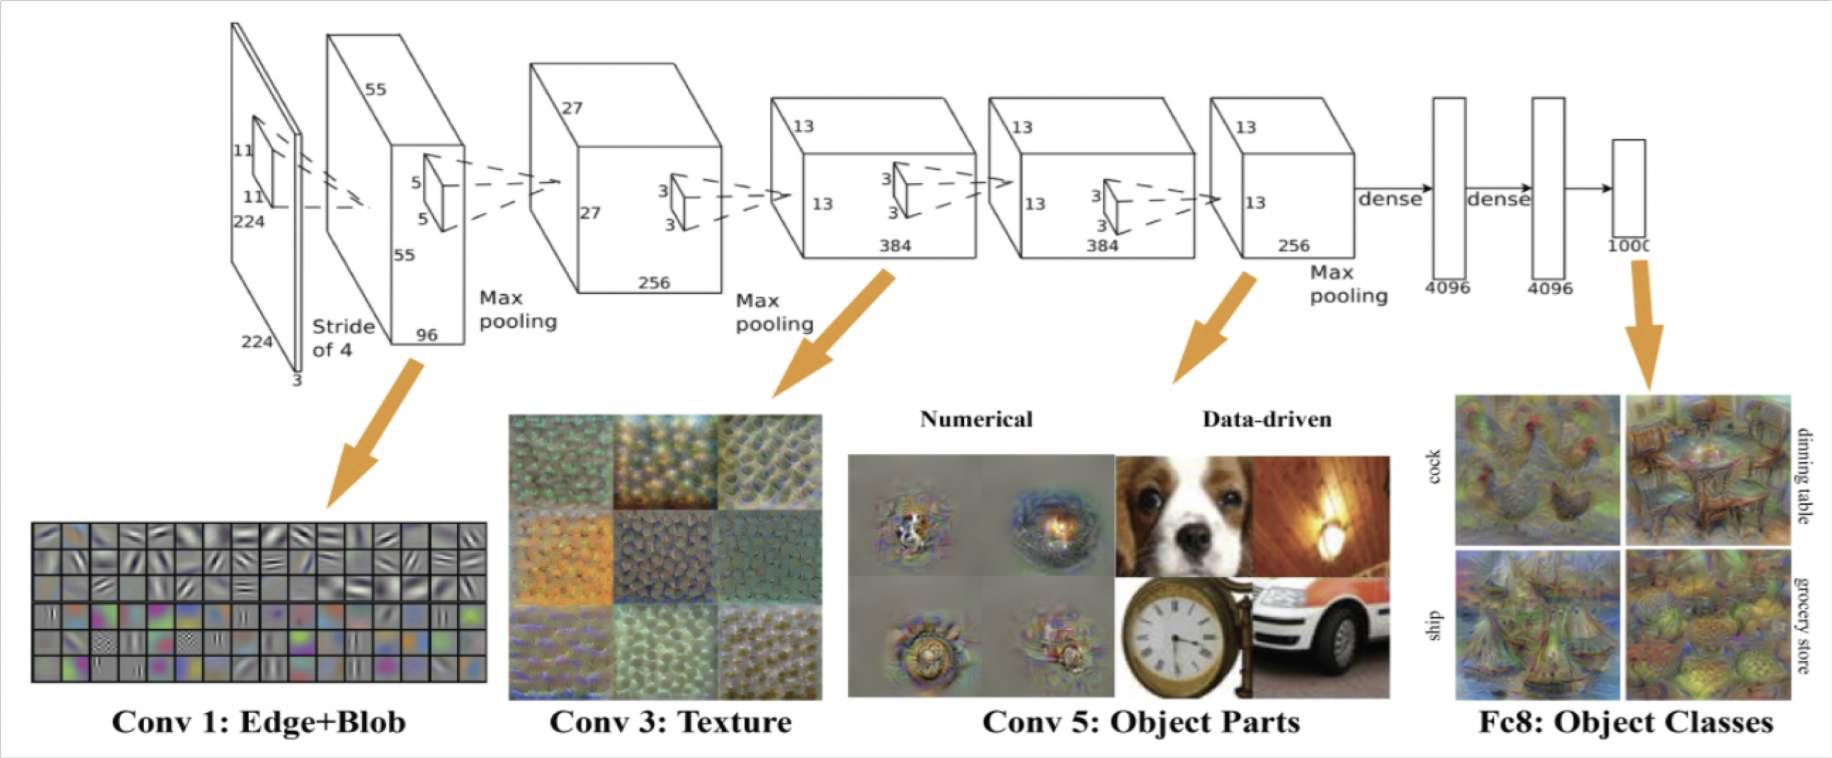 55
27
13
13
13
11
11
224
224
3
Stride
of 4
5
5
55
96
Max
pooling
27
3
3
256
Max
pooling
13
3
3
384
13
3
3
384
13
256
Max
pooling
dense
dense
4096
4096
1000
Numerical
Data-driven
cock
dinning table
ship
grocery store
Conv 1: Edge+Blob
Conv 3: Texture
Conv 5: Object Parts
Fc8: Object Classes